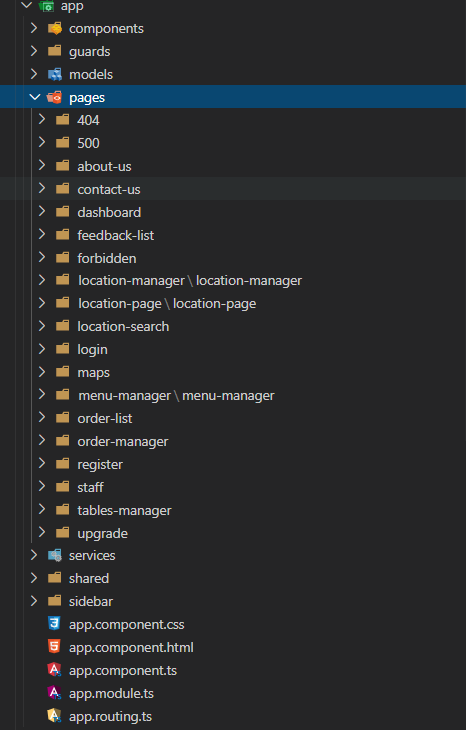 app
components
guards
models
pages
404
500
about-us
contact-us
dashboard
feedback-list
forbidden
location-manager\location-manager
location-page\location-page
location-search
login
maps
menu-manager\menu-manager
order-list
order-manager
register
staff
tables-manager
upgrade
services
shared
sidebar
app.component.css
app.component.html
app.component.ts
app.module.ts
app.routing.ts